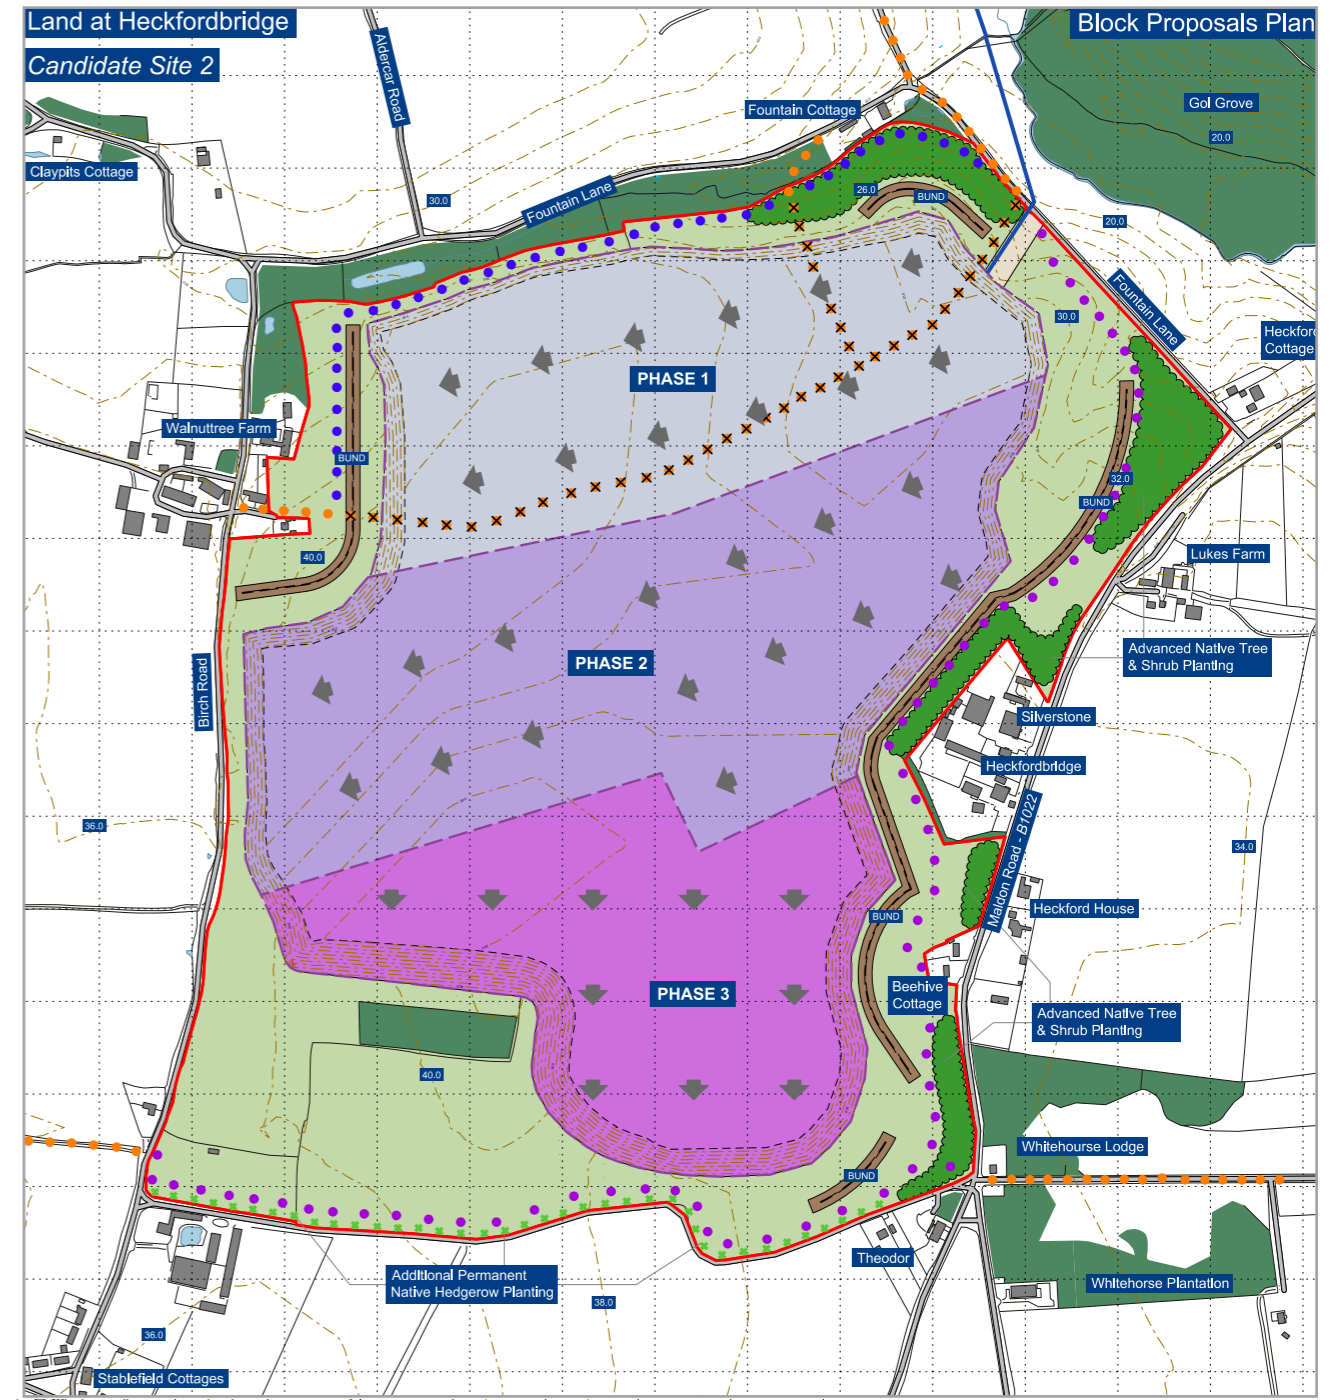 Land at Heckfordbridge
Block Proposals Plan
Candidate Site 2
Aldercar Road
Gol Grove
20.0
Fountain Cottage
Claypits Cottage
30.0
Fountain Lane
26.0
BUND
20.0
Fountain Lane
30.0
Heckford
Cottage
PHASE 1
Walnuttree Farm
BUND
32.0
BUND
40.0
Lukes Farm
PHASE 2
Advanced Native Tree
& Shrub Planting
Birch Road
Silverstone
Heckfordbridge
36.0
Maldon Road - B1022
34.0
Heckford House
BUND
PHASE 3
Beehive
Cottage
Advanced Native Tree
& Shrub Planting
40.0
Whitehourse Lodge
BUND
Theodor
Additional Permanent
Native Hedgerow Planting
Whitehorse Plantation
38.0
36.0
Stablefield Cottages